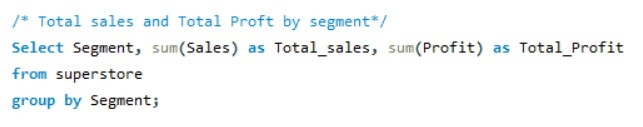 /* Total sales and Total Proft by segment*/
Select Segment, sum(Sales) as Total_sales, sum(Profit) as Total_Profit
from superstore
group by Segment;